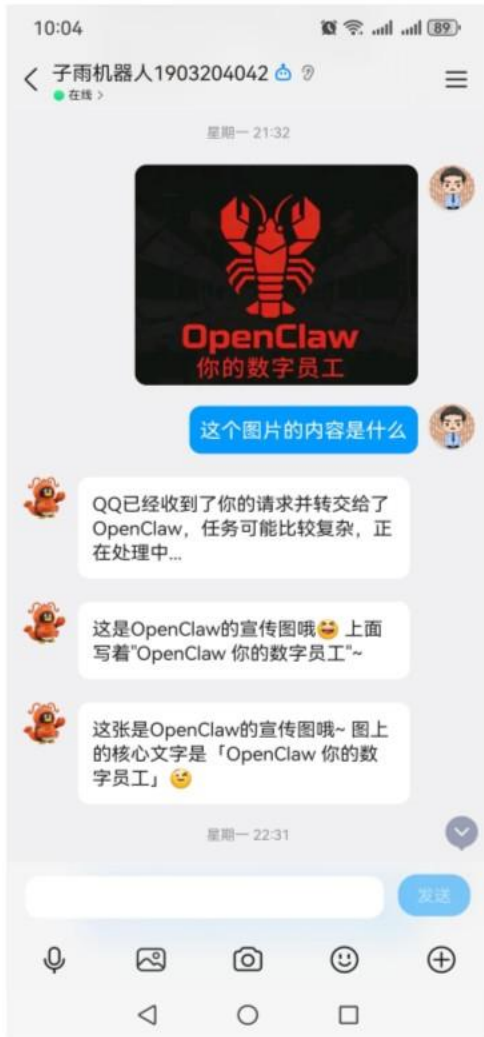 10:04
89
子雨机器人1903204042
在线 >
星期一 21:32
OpenClaw
你的数字员工
这个图片的内容是什么
QQ已经收到了你的请求并转交给了
OpenClaw，任务可能比较复杂，正
在处理中...
这是OpenClaw的宣传图哦😆 上面
写着"OpenClaw 你的数字员工"~
这张是OpenClaw的宣传图哦~ 图上
的核心文字是「OpenClaw 你的数
字员工」😉
星期一 22:31
发送